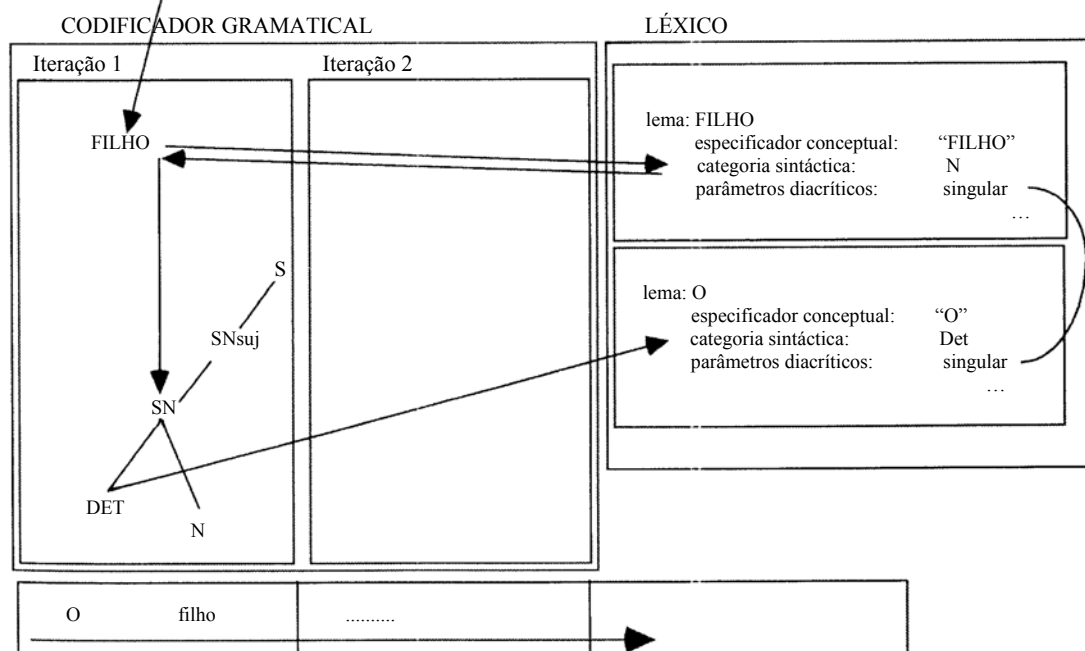 CODIFICADOR GRAMATICAL
LÉXICO
Iteração 1
Iteração 2
FILHO
S
SNsuj
SN
DET
N
lema: FILHO
especificador conceptual: “FILHO”
categoria sintáctica: N
parâmetros diacríticos: singular
…
lema: O
especificador conceptual: “O”
categoria sintáctica: Det
parâmetros diacríticos: singular
…
O filho ..........